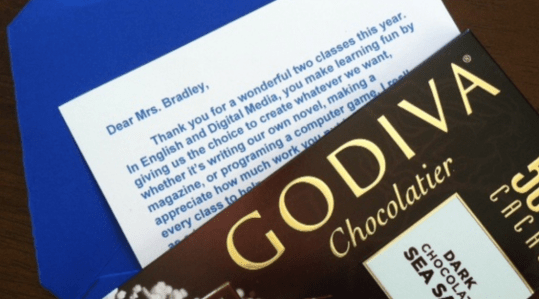 Dear Mrs. Bradley,
Thank you for a wonderful two classes this year.
In English and Digital Media, you make learning fun by
giving us the choice to create whatever we want,
whether it's writing our own novel, making a
magazine, or programing a computer game. I
appreciate how much work you
every class to
GODIVA®
Chocolatier
CACA
DARK
CHOCOLA
SEA SA